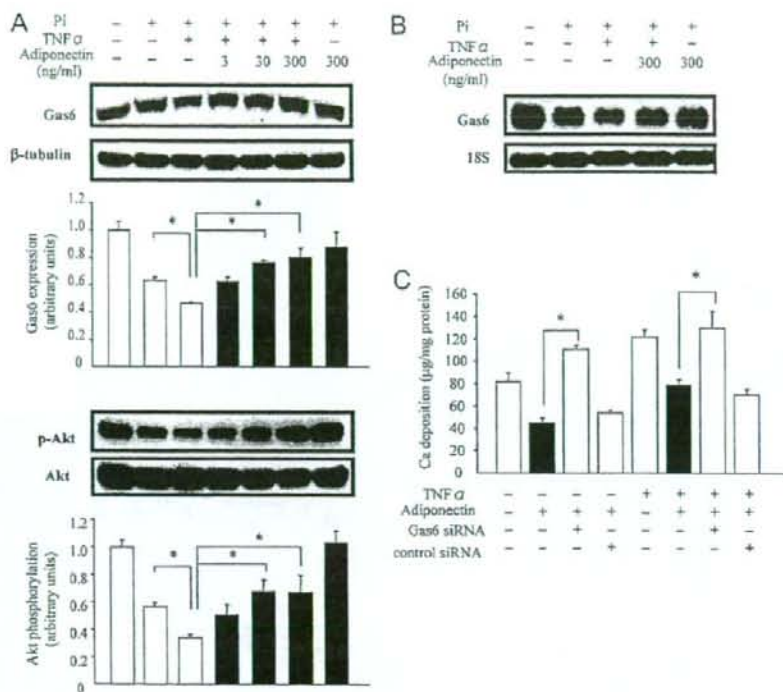 A
Pi - + + + + + +
TNFα - - + + + + -
Adiponectin - - - 3 30 300 300
(ng/ml)
Gas6
β-tubulin
Gas6 expression
(arbitrary units)
1.2
1.0
0.8
0.6
0.4
0.2
0
*
*
*
p-Akt
Akt
Akt phosphorylation
(arbitrary units)
1.2
1.0
0.8
0.6
0.4
0.2
0
*
*
*
B
Pi - + + + +
TNFα - - + + -
Adiponectin - - - 300 300
(ng/ml)
Gas6
18S
C
Ca deposition (μg/mg protein)
160
140
120
100
80
60
40
20
0
*
*
TNFα - - - - + + + +
Adiponectin - + + + - + + +
Gas6 siRNA - - + - - - + -
control siRNA - - - + - - - +